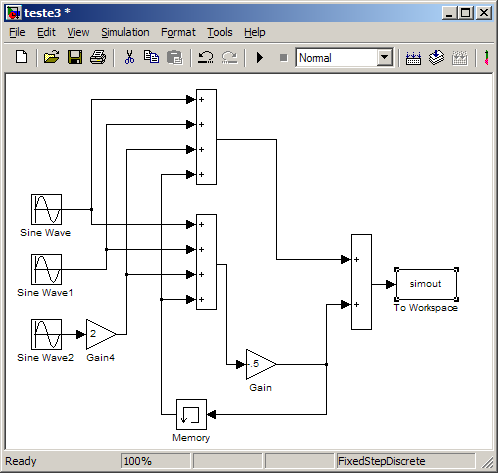 teste3 *
File Edit View Simulation Format Tools Help
Normal
+
+
+
+
Sine Wave
+
+
+
+
Sine Wave1
+
+
simout
To Workspace
2
Sine Wave2 Gain4
-.5
Gain
Memory
Ready 100% FixedStepDiscrete